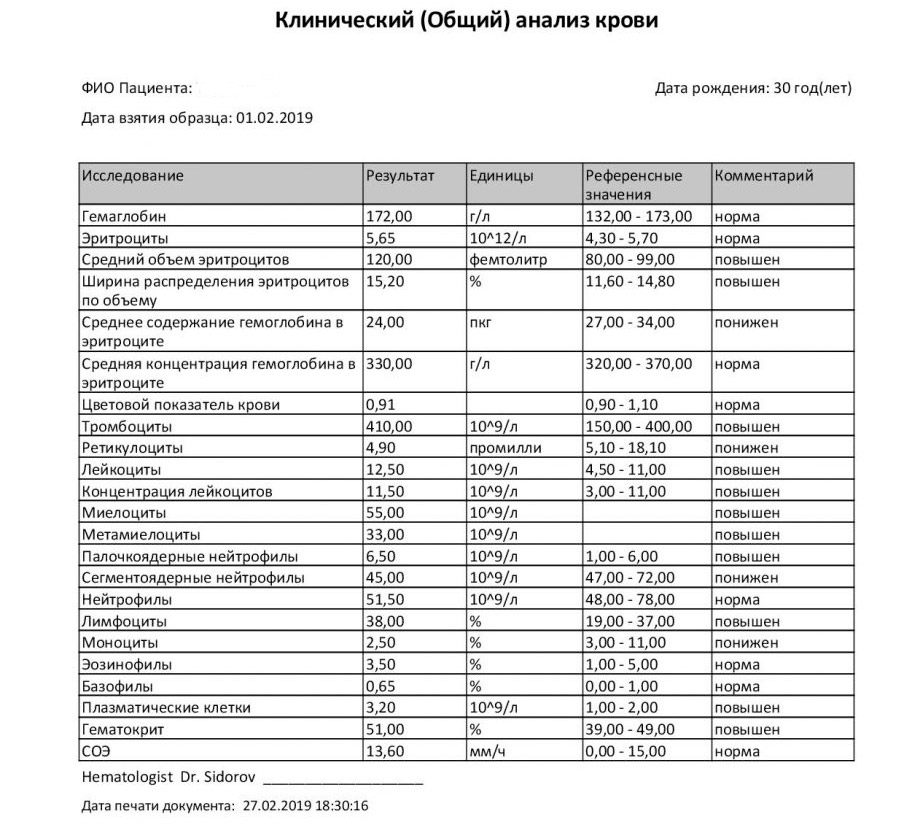 Клинический (Общий) анализ крови
ФИО Пациента:
Дата рождения: 30 год(лет)
Дата взятия образца: 01.02.2019
Исследование Результат Единицы Референсные значения Комментарий
Гемаглобин 172,00 г/л 132,00 - 173,00 норма
Эритроциты 5,65 10^12/л 4,30 - 5,70 норма
Средний объем эритроцитов 120,00 фемтолитр 80,00 - 99,00 повышен
Ширина распределения эритроцитов по объему 15,20 % 11,60 - 14,80 повышен
Среднее содержание гемоглобина в эритроците 24,00 пкг 27,00 - 34,00 понижен
Средняя концентрация гемоглобина в эритроците 330,00 г/л 320,00 - 370,00 норма
Цветовой показатель крови 0,91 0,90 - 1,10 норма
Тромбоциты 410,00 10^9/л 150,00 - 400,00 повышен
Ретикулоциты 4,90 промилли 5,10 - 18,10 понижен
Лейкоциты 12,50 10^9/л 4,50 - 11,00 повышен
Концентрация лейкоцитов 11,50 10^9/л 3,00 - 11,00 повышен
Миелоциты 55,00 10^9/л повышен
Метамиелоциты 33,00 10^9/л повышен
Палочкоядерные нейтрофилы 6,50 10^9/л 1,00 - 6,00 повышен
Сегментоядерные нейтрофилы 45,00 10^9/л 47,00 - 72,00 понижен
Нейтрофилы 51,50 10^9/л 48,00 - 78,00 норма
Лимфоциты 38,00 % 19,00 - 37,00 повышен
Моноциты 2,50 % 3,00 - 11,00 понижен
Эозинофилы 3,50 % 1,00 - 5,00 норма
Базофилы 0,65 % 0,00 - 1,00 норма
Плазматические клетки 3,20 10^9/л 1,00 - 2,00 повышен
Гематокрит 51,00 % 39,00 - 49,00 повышен
СОЭ 13,60 мм/ч 0,00 - 15,00 норма
Hematologist Dr. Sidorov ____________________
Дата печати документа: 27.02.2019 18:30:16